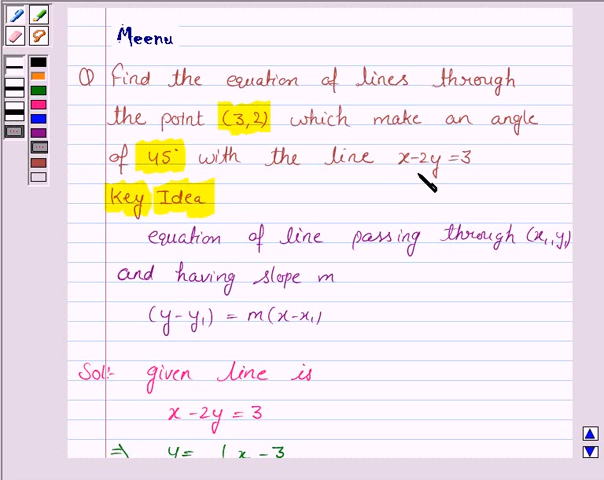 Meenu
Q Find the equation of lines through
the point (3,2) which make an angle
of 45° with the line x-2y=3
Key Idea
equation of line passing through (x₁,y₁)
and having slope m
(y-y₁) = m(x-x₁)
Sol:- given line is
x-2y = 3
⇒ y=
x - 3